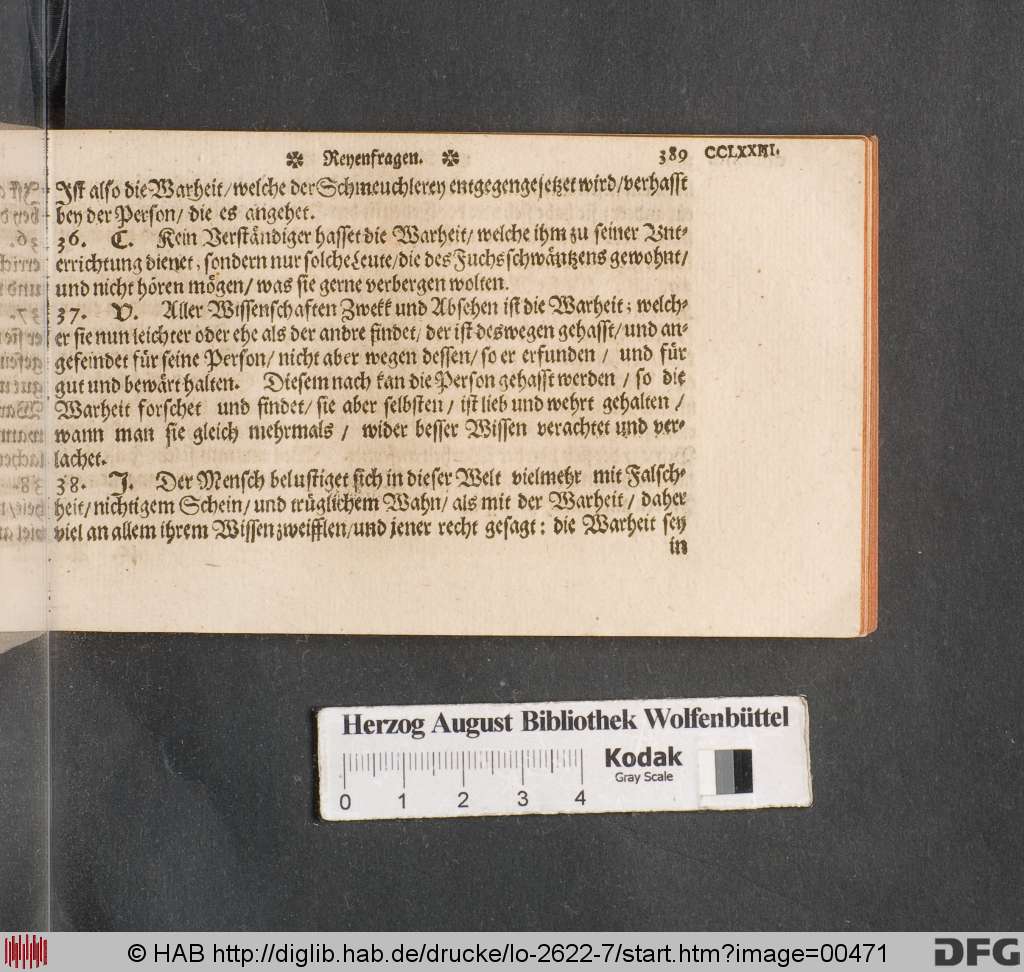 ✲ Reyenfragen. ✲ 389 CCLXXIII.
Jst also die Warheit/welche der Schmeuchlerey entgegengesetzet wird/verhasst
bey der Person/ die es angehet.
36. C. Kein Verständiger hasset die Warheit/ welche ihm zu seiner Vnt-
errichtung dienet, sondern nur solche Leute/die des Fuchsschwäntzens gewohnt/
und nicht hören mögen/ was sie gerne verbergen wolten.
37. V. Aller Wissenschaften Zwekk und Absehen ist die Warheit; welch-
er sie nun leichter oder ehe als der andre findet/ der ist deswegen gehasst/und an-
gefeindet für seine Person/ nicht aber wegen dessen/ so er erfunden / und für
gut und bewärt halten. Diesem nach kan die Person gehasst werden / so die
Warheit forschet und findet/ sie aber selbsten / ist lieb und wehrt gehalten /
wann man sie gleich mehrmals / wider besser Wissen verachtet und ver-
lachet.
38. J. Der Mensch belustiget sich in dieser Welt vielmehr mit Falsch-
heit/nichtigem Schein/und trüglichem Wahn/ als mit der Warheit / daher
viel an allem ihrem Wissen zweifflen/und jener recht gesagt: die Warheit sey
in
Herzog August Bibliothek Wolfenbüttel
Kodak
Gray Scale
0 1 2 3 4
© HAB http://diglib.hab.de/drucke/lo-2622-7/start.htm?image=00471
DFG